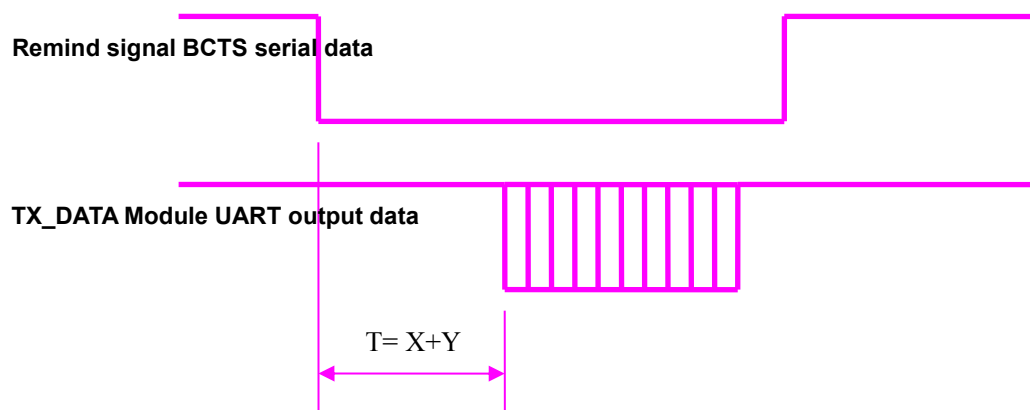 Remind signal BCTS serial data
TX_DATA Module UART output data
T= X+Y